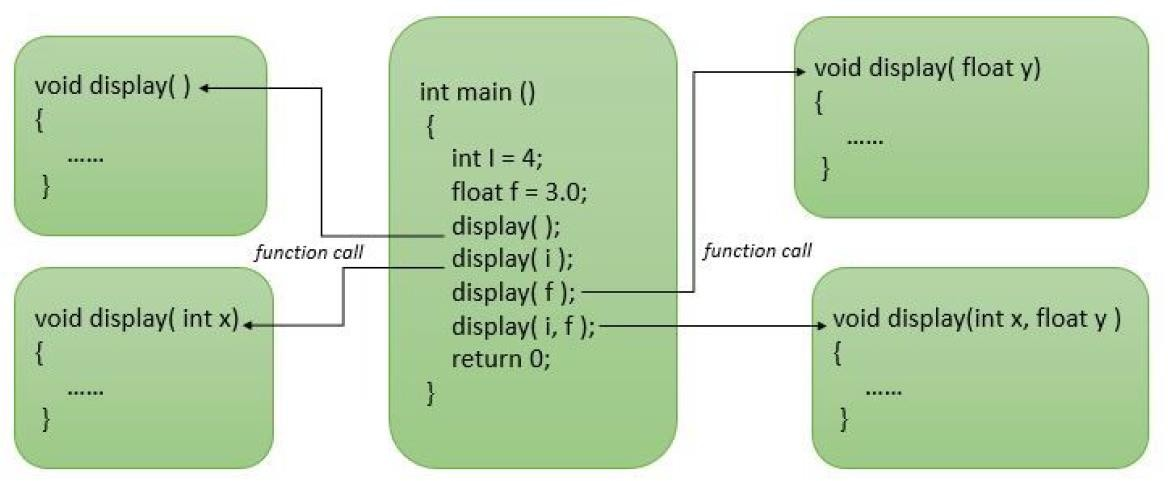 void display( )
{
......
}
function call
void display( int x)
{
......
}
int main ()
{
int I = 4;
float f = 3.0;
display( );
display( i );
display( f );
display( i, f );
return 0;
}
void display( float y)
{
......
}
function call
void display(int x, float y )
{
......
}